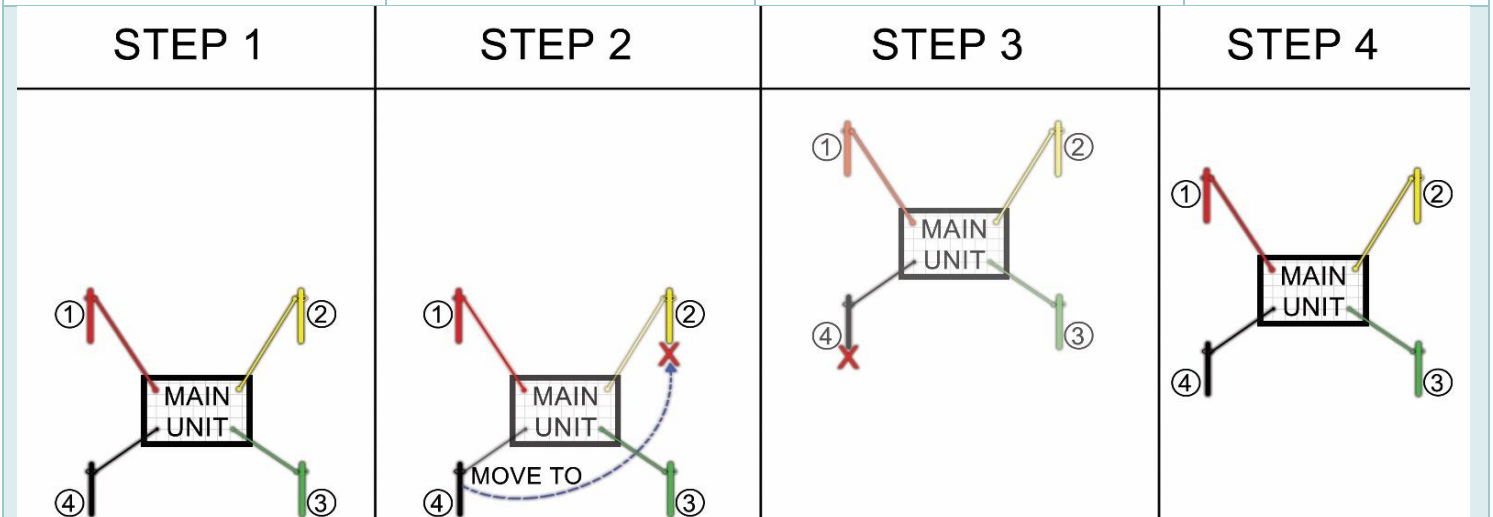 STEP 1
STEP 2
STEP 3
STEP 4
① ②
MAIN
UNIT
④ ③
① ②
X
MAIN
UNIT
MOVE TO
④ ③
① ②
MAIN
UNIT
④ ③
X
① ②
MAIN
UNIT
④ ③